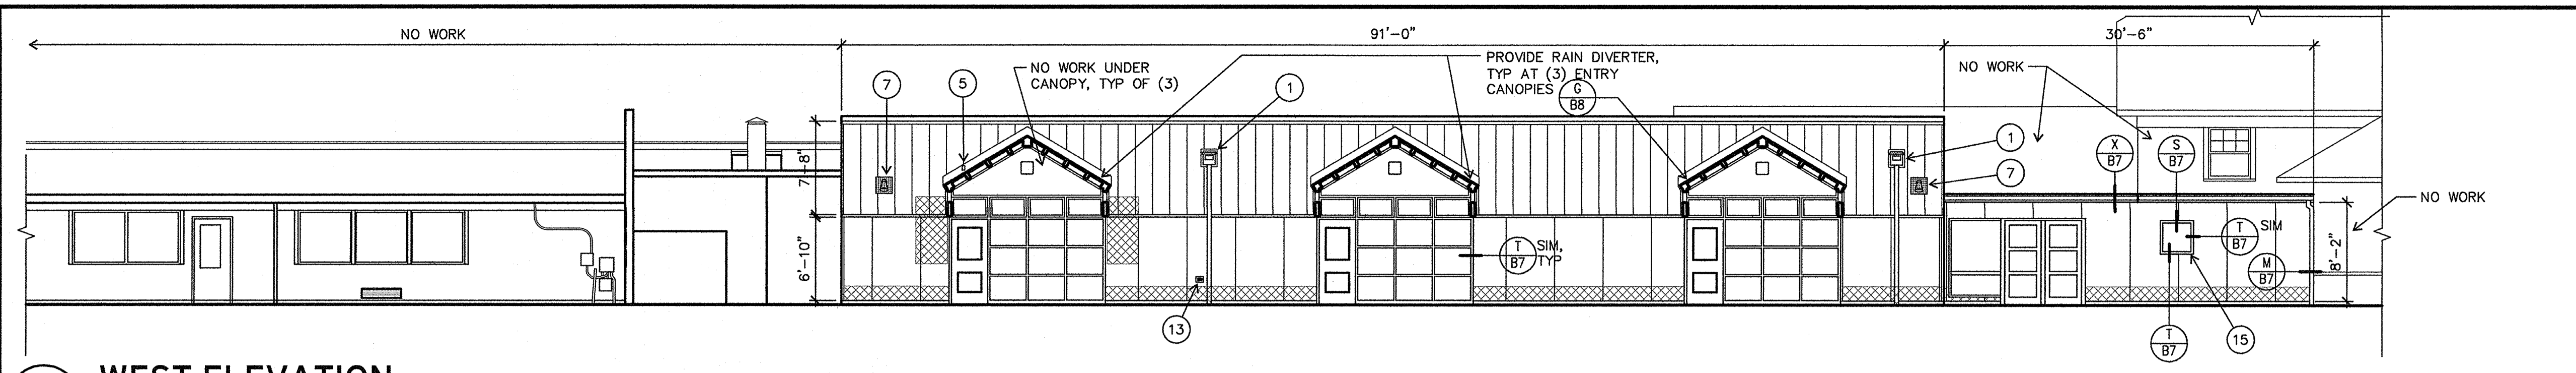 NO WORK
91'-0"
30'-6"
NO WORK UNDER
CANOPY, TYP OF (3)
PROVIDE RAIN DIVERTER,
TYP AT (3) ENTRY
CANOPIES
G
B8
NO WORK
7
5
1
1
7
X
B7
S
B7
7'-8"
6'-10"
NO WORK
T
B7
SIM
T
B7
SIM,
TYP
M
B7
8'-2"
13
T
B7
15
WEST ELEVATION